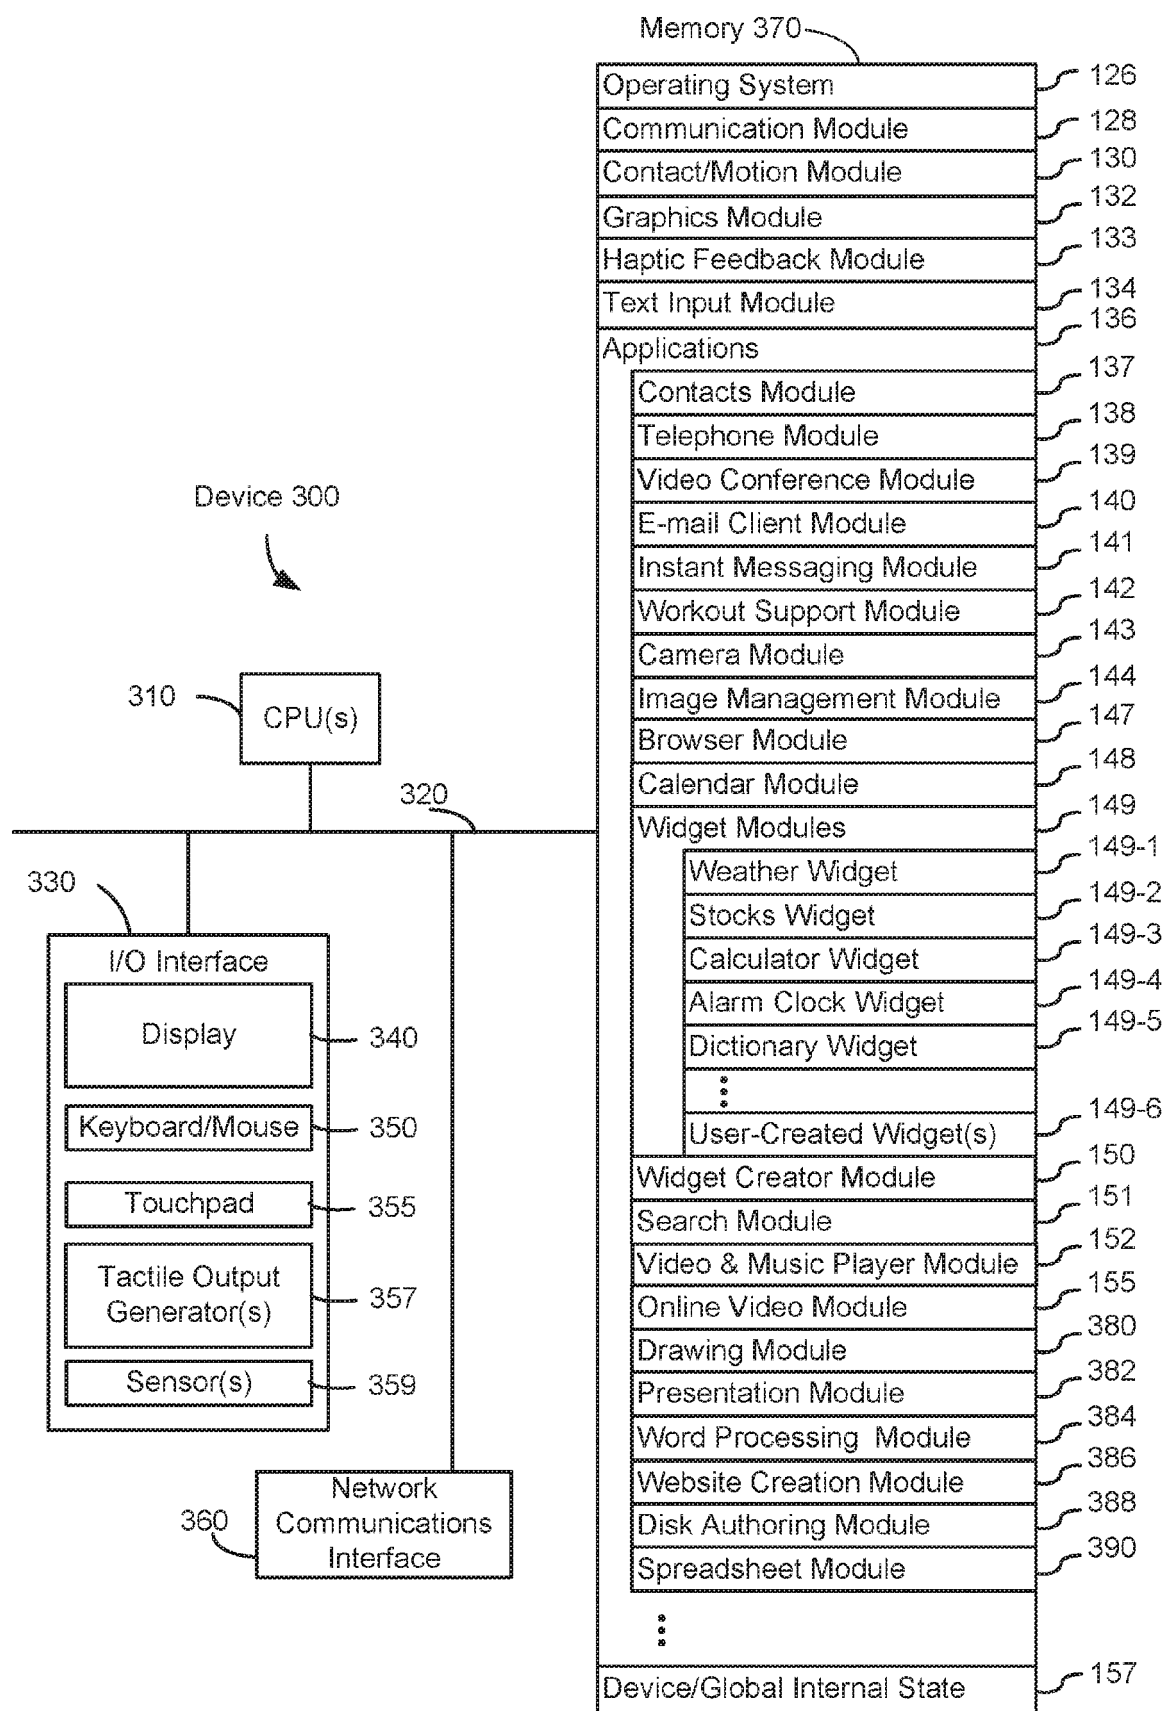 Memory 370
Operating System 126
Communication Module 128
Contact/Motion Module 130
Graphics Module 132
Haptic Feedback Module 133
Text Input Module 134
Applications 136
Contacts Module 137
Telephone Module 138
Video Conference Module 139
E-mail Client Module 140
Instant Messaging Module 141
Workout Support Module 142
Camera Module 143
Image Management Module 144
Browser Module 147
Calendar Module 148
Widget Modules 149
Weather Widget 149-1
Stocks Widget 149-2
Calculator Widget 149-3
Alarm Clock Widget 149-4
Dictionary Widget 149-5
User-Created Widget(s) 149-6
Widget Creator Module 150
Search Module 151
Video & Music Player Module 152
Online Video Module 155
Drawing Module 380
Presentation Module 382
Word Processing Module 384
Website Creation Module 386
Disk Authoring Module 388
Spreadsheet Module 390
Device/Global Internal State 157
Device 300
310 CPU(s)
320
330
I/O Interface
Display 340
Keyboard/Mouse 350
Touchpad 355
Tactile Output
Generator(s) 357
Sensor(s) 359
360
Network
Communications
Interface